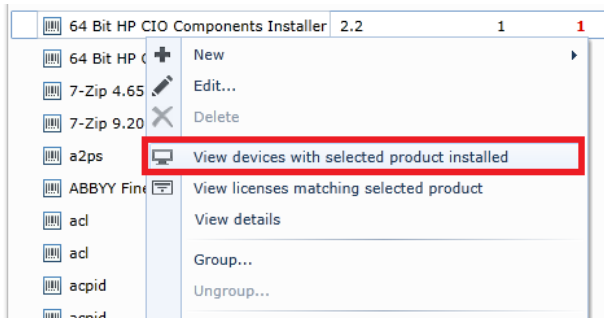 64 Bit HP CIO Components Installer 2.2 1 1
64 Bit HP
New
7-Zip 4.65
Edit...
7-Zip 9.20
Delete
a2ps
View devices with selected product installed
ABBYY Fine
View licenses matching selected product
acl
View details
acl
Group...
acpid
Ungroup...
acpid